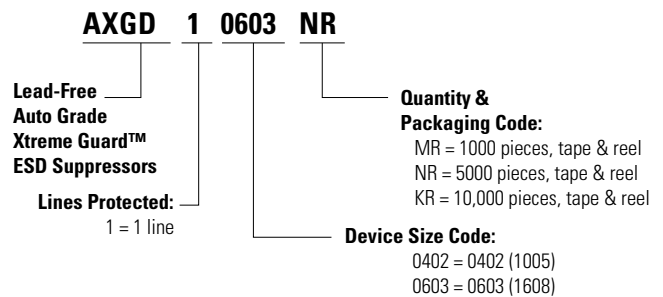 AXGD 1 0603 NR
Lead-Free
Auto Grade
Xtreme Guard™
ESD Suppressors
Lines Protected:
1 = 1 line
Quantity &
Packaging Code:
MR = 1000 pieces, tape & reel
NR = 5000 pieces, tape & reel
KR = 10,000 pieces, tape & reel
Device Size Code:
0402 = 0402 (1005)
0603 = 0603 (1608)